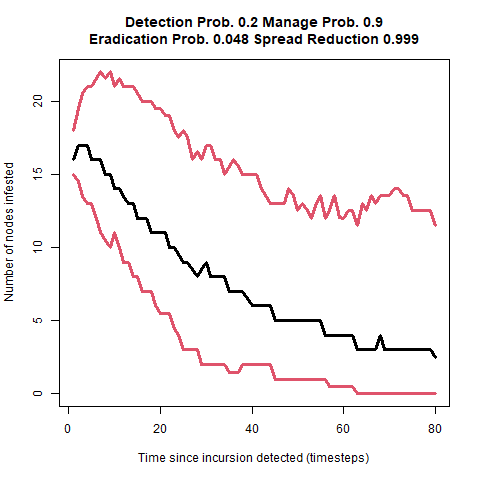 Detection Prob. 0.2 Manage Prob. 0.9
Eradication Prob. 0.048 Spread Reduction 0.999
Number of nodes infested
20
15
10
5
0
0 20 40 60 80
Time since incursion detected (timesteps)